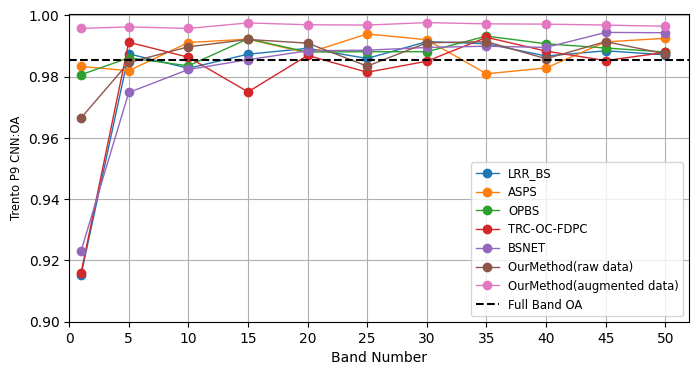 1.00
0.98
0.96
0.94
0.92
0.90
Trento P9 CNN:OA
0 5 10 15 20 25 30 35 40 45 50
Band Number
LRR_BS
ASPS
OPBS
TRC-OC-FDPC
BSNET
OurMethod(raw data)
OurMethod(augmented data)
Full Band OA